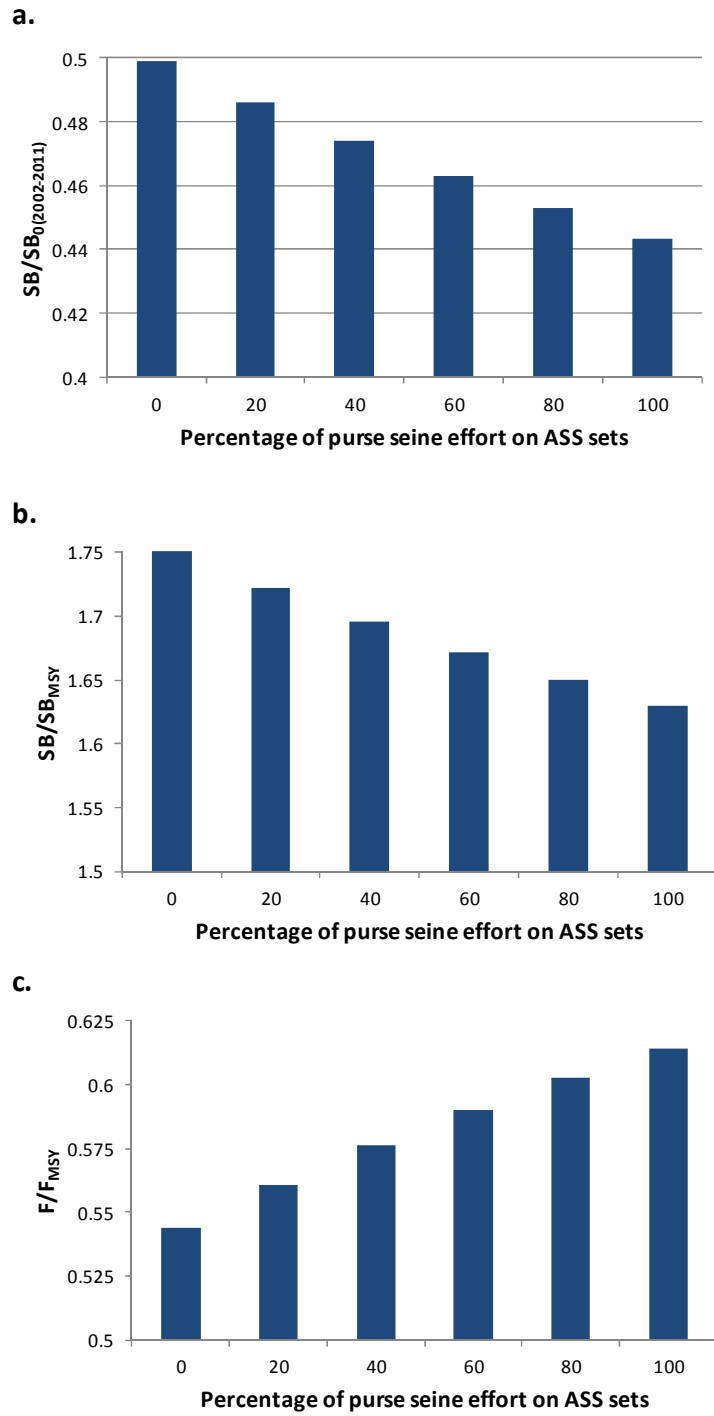 a.
0.5
0.48
0.46
0.44
0.42
0.4
SB/SB0(2002-2011)
0 20 40 60 80 100
Percentage of purse seine effort on ASS sets
b.
1.75
1.7
1.65
1.6
1.55
1.5
SB/SBMSY
0 20 40 60 80 100
Percentage of purse seine effort on ASS sets
c.
0.625
0.6
0.575
0.55
0.525
0.5
F/FMSY
0 20 40 60 80 100
Percentage of purse seine effort on ASS sets